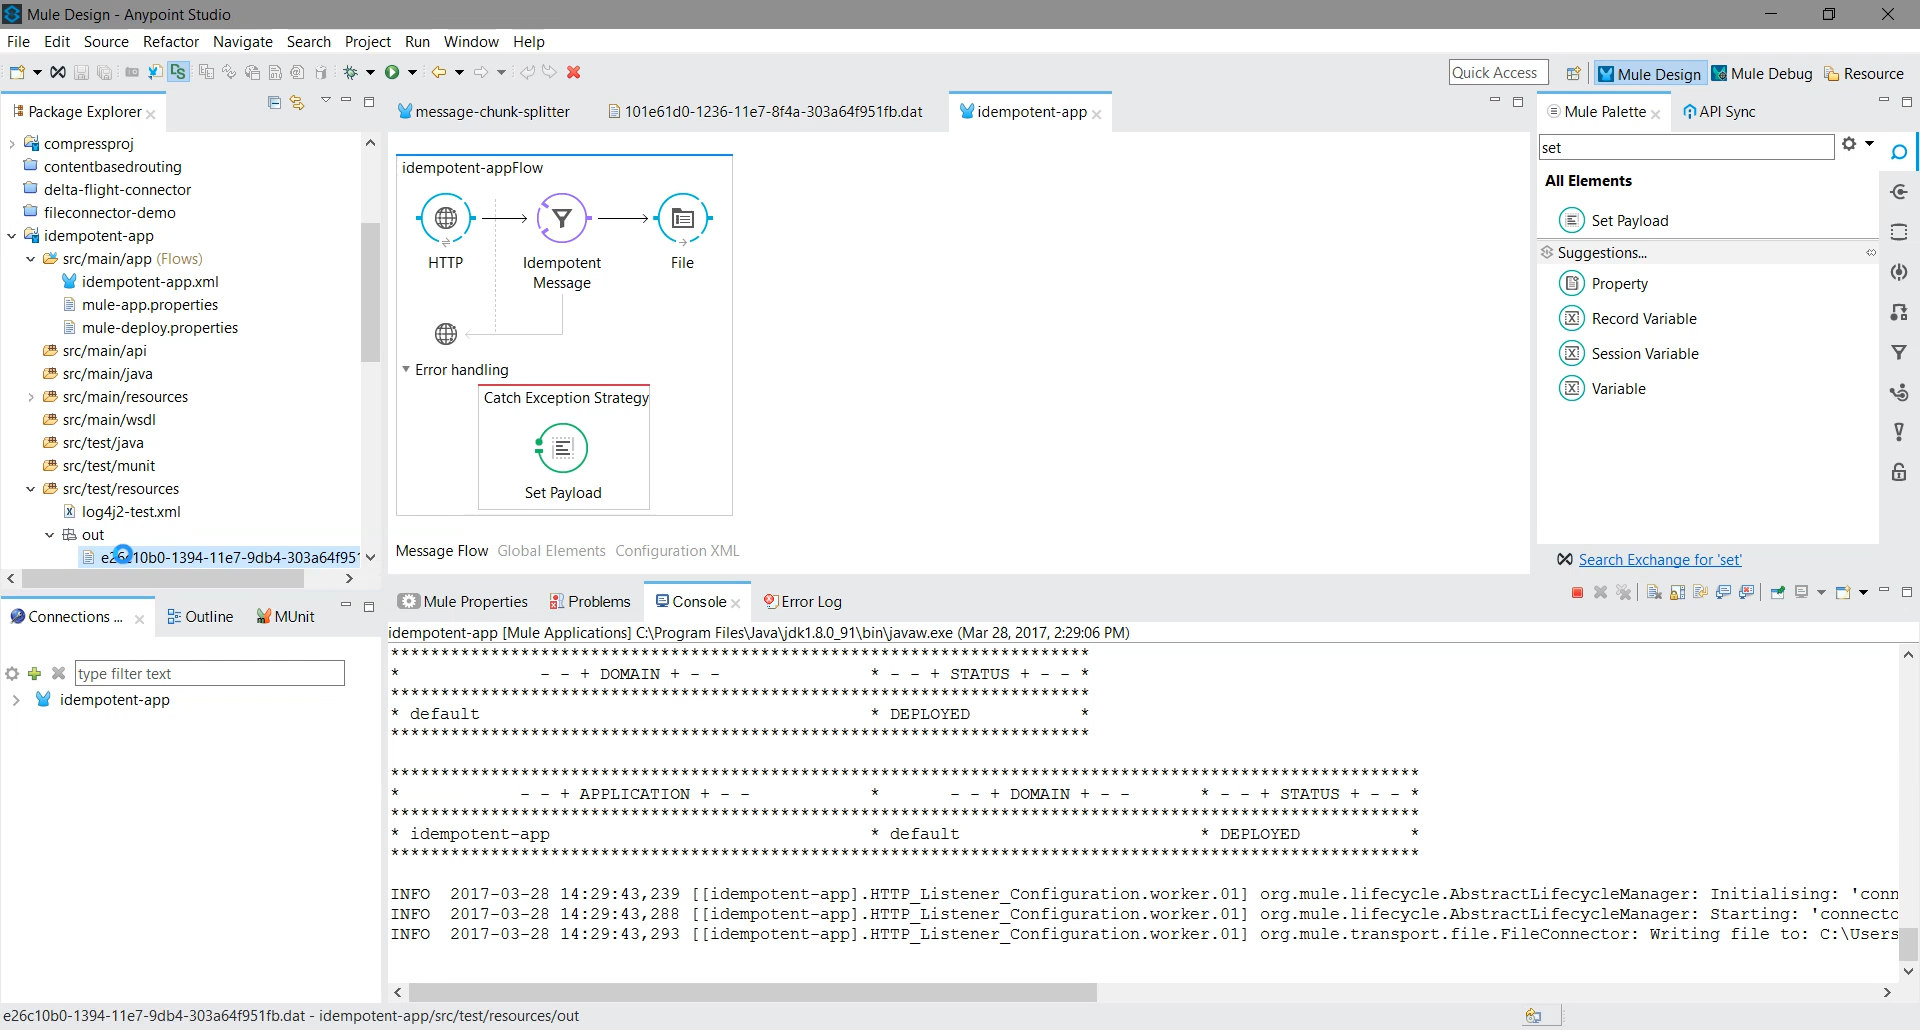 Mule Design - Anypoint Studio
File Edit Source Refactor Navigate Search Project Run Window Help
Quick Access Mule Design Mule Debug Resource
Package Explorer
compressproj
contentbasedrouting
delta-flight-connector
fileconnector-demo
idempotent-app
src/main/app (Flows)
idempotent-app.xml
mule-app.properties
mule-deploy.properties
src/main/api
src/main/java
src/main/resources
src/main/wsdl
src/test/java
src/test/munit
src/test/resources
log4j2-test.xml
out
e26c10b0-1394-11e7-9db4-303a64f951
message-chunk-splitter 101e61d0-1236-11e7-8f4a-303a64f951fb.dat idempotent-app
idempotent-appFlow
HTTP
Idempotent
Message
File
Error handling
Catch Exception Strategy
Set Payload
Message Flow Global Elements Configuration XML
Mule Palette API Sync
set
All Elements
Set Payload
Suggestions...
Property
Record Variable
Session Variable
Variable
Search Exchange for 'set'
Connections ... Outline MUnit
type filter text
idempotent-app
Mule Properties Problems Console Error Log
idempotent-app [Mule Applications] C:\Program Files\Java\jdk1.8.0_91\bin\javaw.exe (Mar 28, 2017, 2:29:06 PM)
**********************************************************************
*              - - + DOMAIN + - -               * - - + STATUS + - - *
**********************************************************************
* default                                       * DEPLOYED           *
**********************************************************************
*******************************************************************************************************
*            - - + APPLICATION + - -            *       - - + DOMAIN + - -       * - - + STATUS + - - *
*******************************************************************************************************
* idempotent-app                                * default                        * DEPLOYED           *
*******************************************************************************************************
INFO  2017-03-28 14:29:43,239 [[idempotent-app].HTTP_Listener_Configuration.worker.01] org.mule.lifecycle.AbstractLifecycleManager: Initialising: 'conn
INFO  2017-03-28 14:29:43,288 [[idempotent-app].HTTP_Listener_Configuration.worker.01] org.mule.lifecycle.AbstractLifecycleManager: Starting: 'connecto
INFO  2017-03-28 14:29:43,293 [[idempotent-app].HTTP_Listener_Configuration.worker.01] org.mule.transport.file.FileConnector: Writing file to: C:\Users
e26c10b0-1394-11e7-9db4-303a64f951fb.dat - idempotent-app/src/test/resources/out